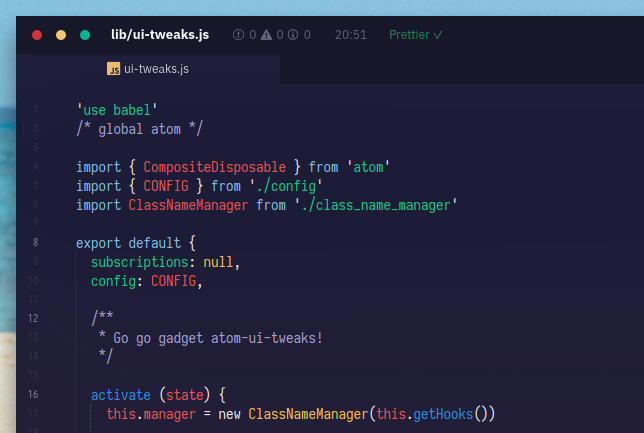 lib/ui-tweaks.js 0 0 0 20:51 Prettier ✓
JS ui-tweaks.js
1 'use babel'
2 /* global atom */
3
4 import { CompositeDisposable } from 'atom'
5 import { CONFIG } from './config'
6 import ClassNameManager from './class_name_manager'
7
8 export default {
9 subscriptions: null,
10 config: CONFIG,
11
12 /**
13 * Go go gadget atom-ui-tweaks!
14 */
15
16 activate (state) {
17 this.manager = new ClassNameManager(this.getHooks())
18